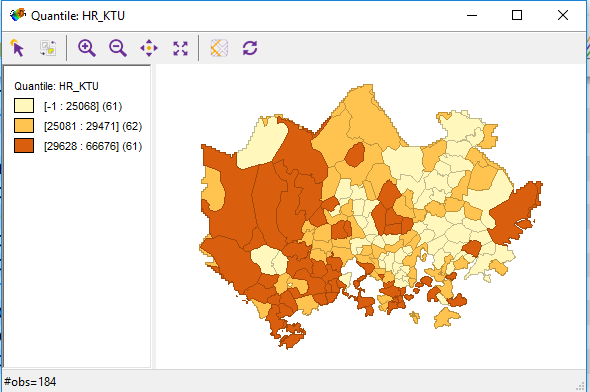 Quantile: HR_KTU
Quantile: HR_KTU
[-1 : 25068] (61)
[25081 : 29471] (62)
[29628 : 66676] (61)
#obs=184